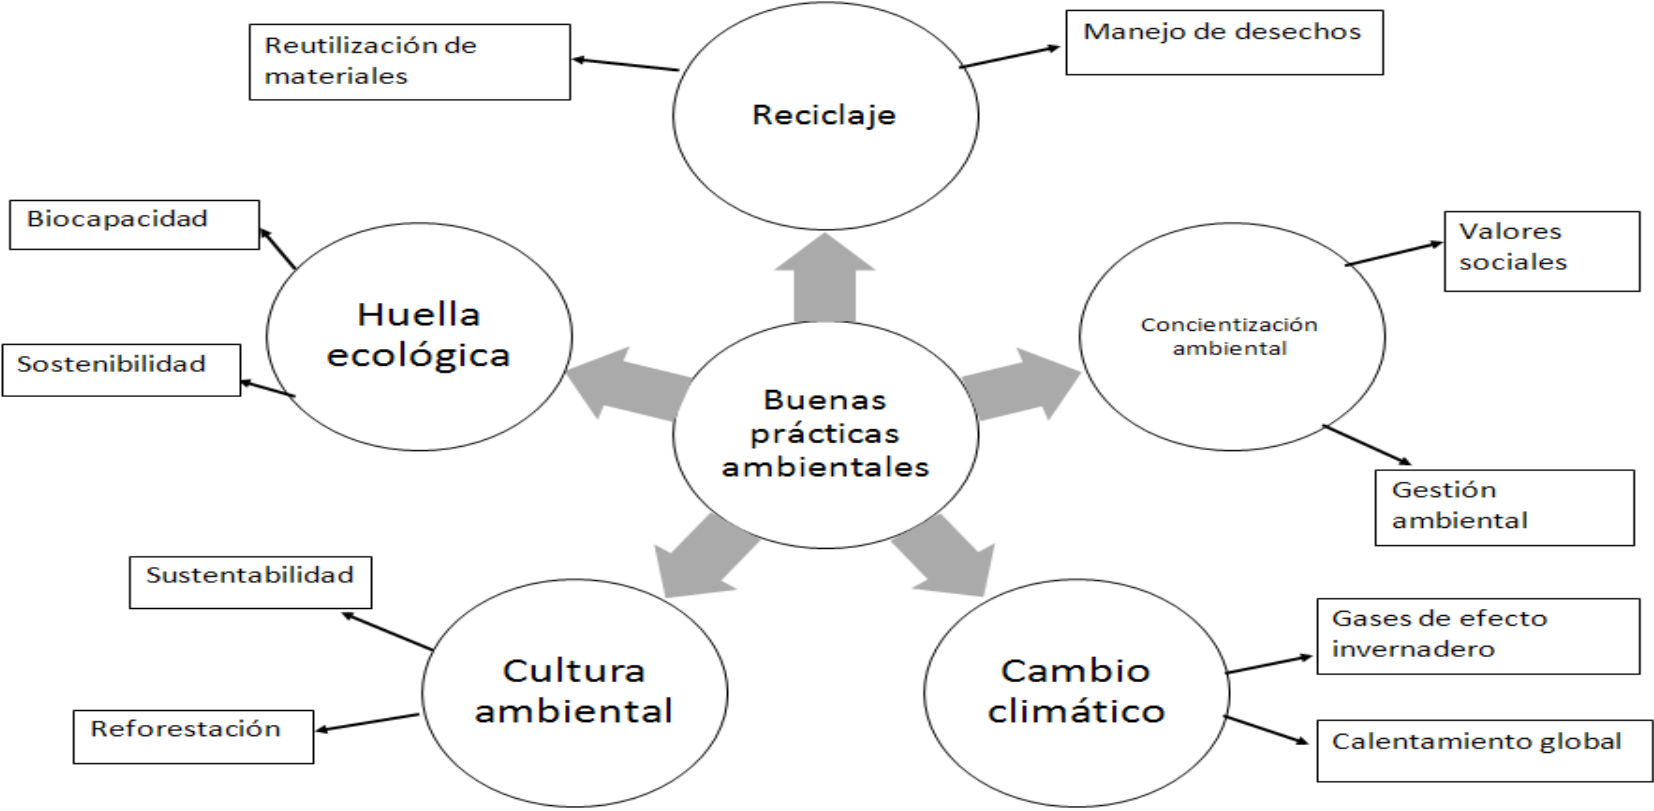 Reutilización de
materiales
Manejo de desechos
Reciclaje
Biocapacidad
Valores
sociales
Huella
ecológica
Concientización
ambiental
Sostenibilidad
Buenas
prácticas
ambientales
Gestión
ambiental
Sustentabilidad
Gases de efecto
invernadero
Cultura
ambiental
Cambio
climático
Reforestación
Calentamiento global